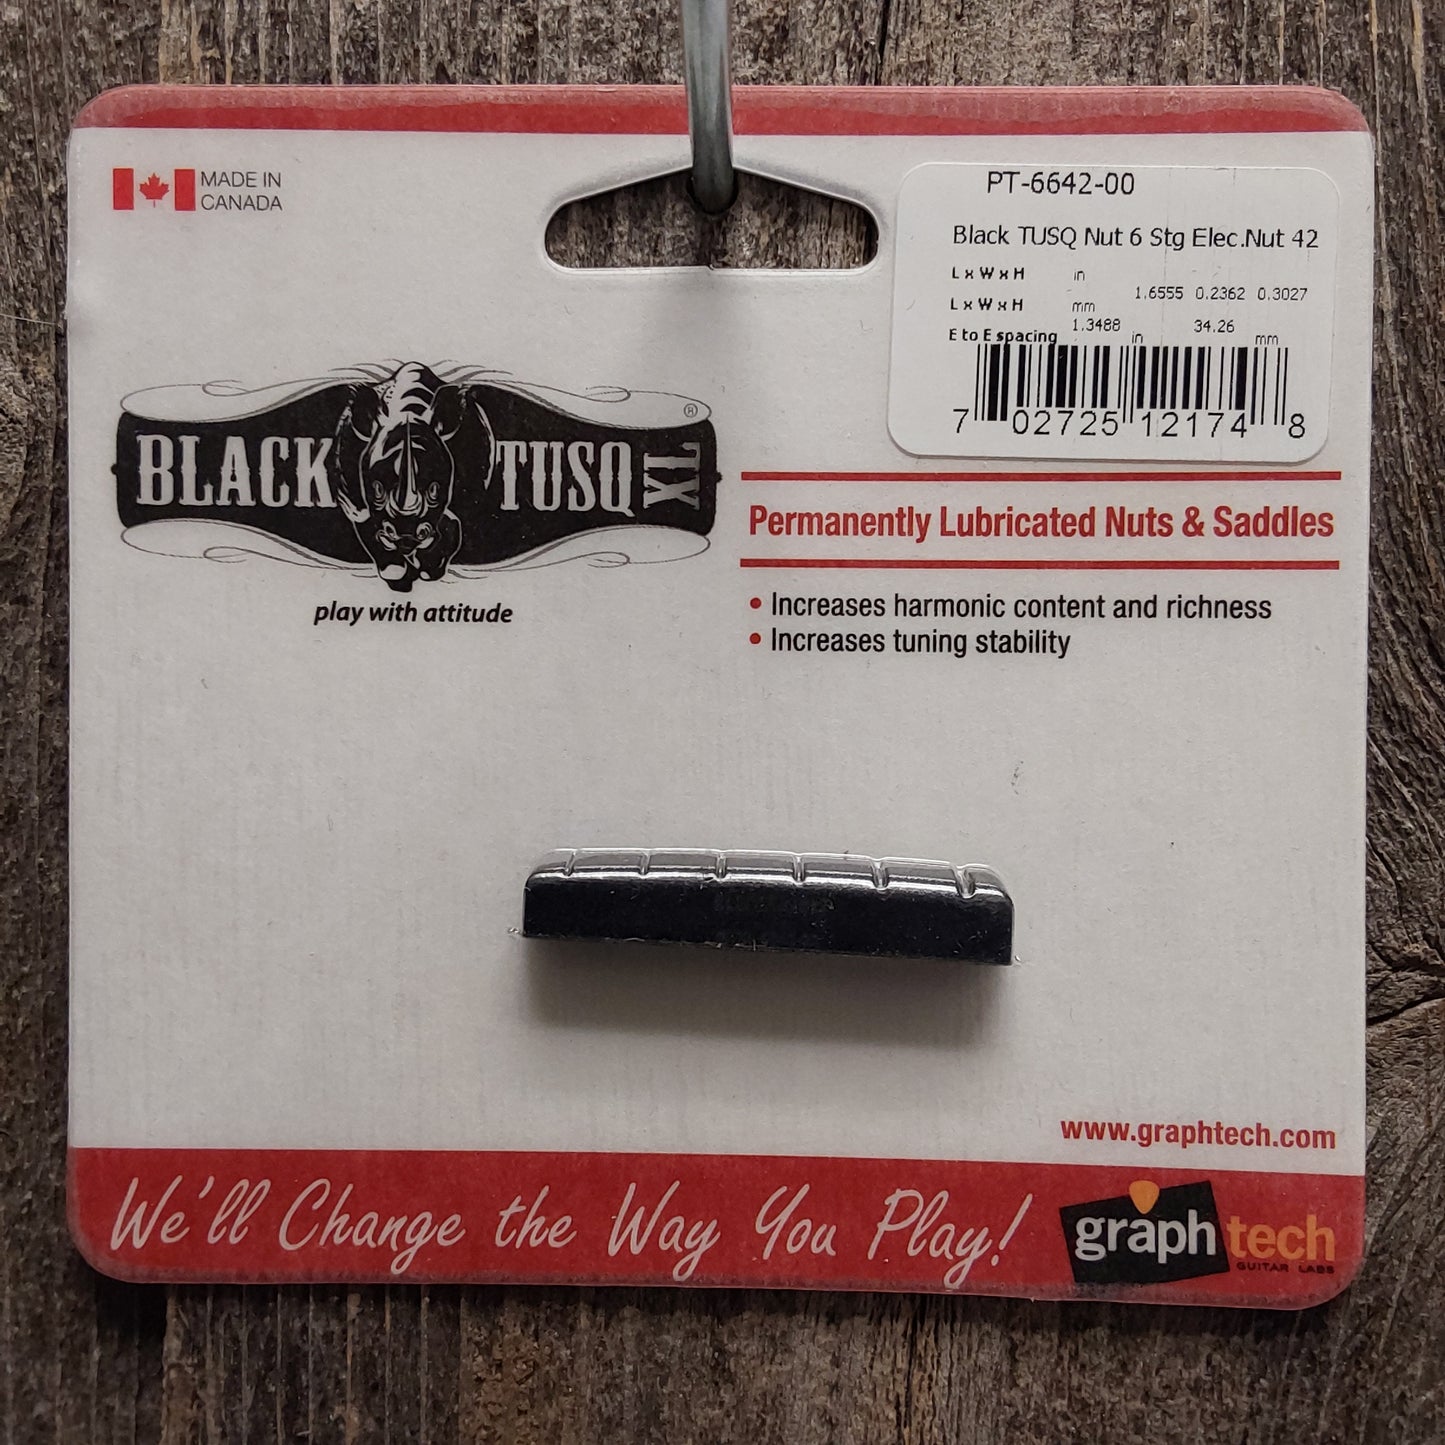 MADE IN
CANADA
PT-6642-00
Black TUSQ Nut 6 Stg Elec.Nut 42
L x W x H in
1.6555 0.2362 0.3027
L x W x H mm
1.3488 34.26
E to E spacing in mm
7 02725 12174 8
BLACK TUSQ XL ®
play with attitude
Permanently Lubricated Nuts & Saddles
• Increases harmonic content and richness
• Increases tuning stability
www.graphtech.com
We'll Change the Way You Play!
graph tech
GUITAR LABS